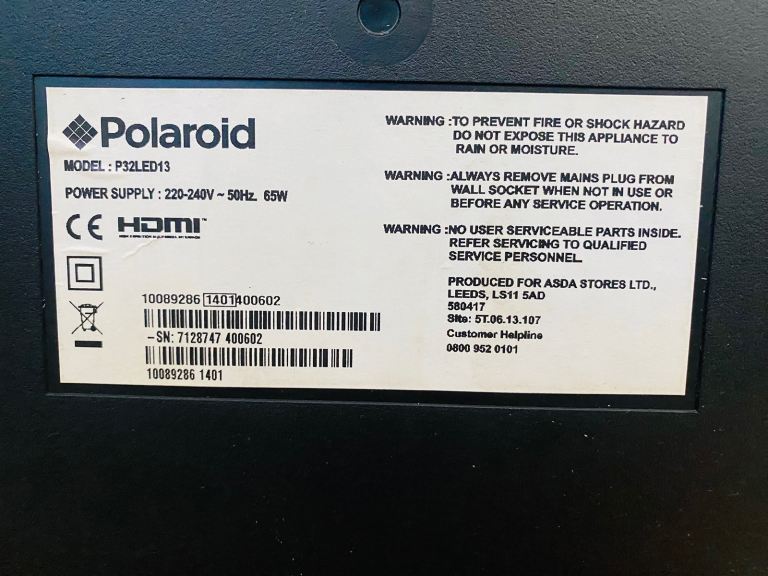 Polaroid
MODEL : P32LED13
POWER SUPPLY : 220-240V ~ 50Hz. 65W
CE HDMI™
10089286 1401400602
-SN: 7128747 400602
10089286 1401
WARNING :TO PREVENT FIRE OR SHOCK HAZARD
DO NOT EXPOSE THIS APPLIANCE TO
RAIN OR MOISTURE.
WARNING :ALWAYS REMOVE MAINS PLUG FROM
WALL SOCKET WHEN NOT IN USE OR
BEFORE ANY SERVICE OPERATION.
WARNING :NO USER SERVICEABLE PARTS INSIDE.
REFER SERVICING TO QUALIFIED
SERVICE PERSONNEL.
PRODUCED FOR ASDA STORES LTD.,
LEEDS, LS11 5AD
580417
Site: 5T.06.13.107
Customer Helpline
0800 952 0101